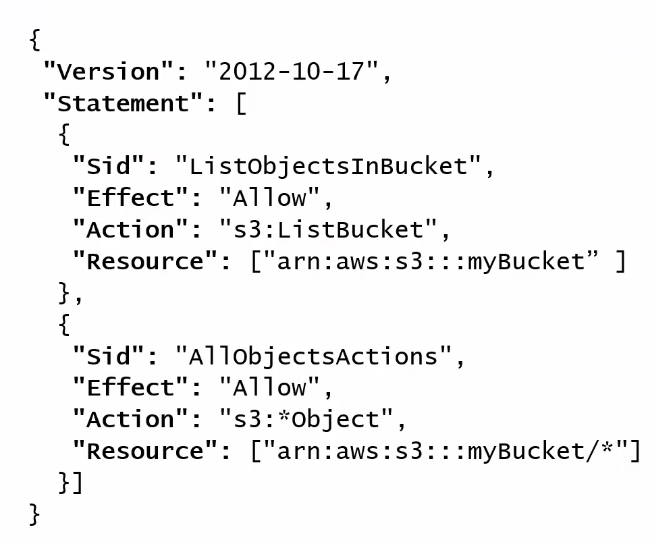 {
"Version": "2012-10-17",
"Statement": [
{
"Sid": "ListObjectsInBucket",
"Effect": "Allow",
"Action": "s3:ListBucket",
"Resource": ["arn:aws:s3:::myBucket” ]
},
{
"Sid": "AllObjectsActions",
"Effect": "Allow",
"Action": "s3:*Object",
"Resource": ["arn:aws:s3:::myBucket/*"]
}]
}